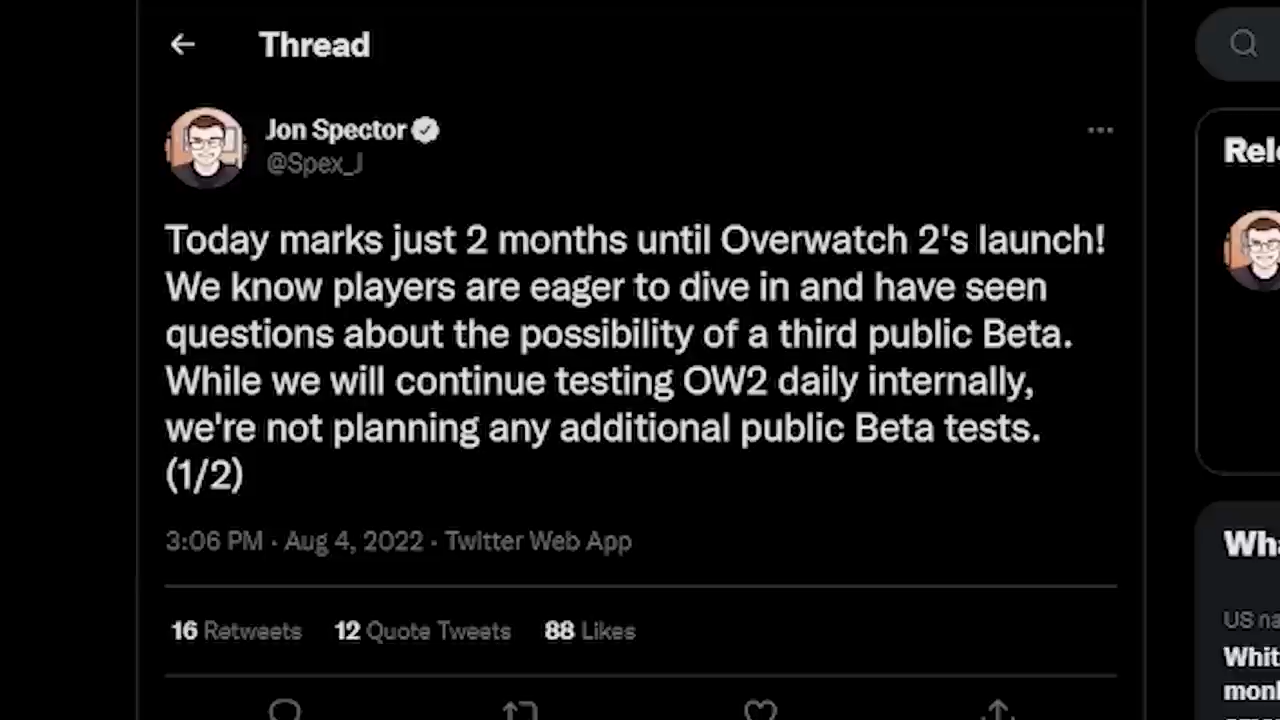 Thread
Jon Spector
@Spex_J
Today marks just 2 months until Overwatch 2's launch!
We know players are eager to dive in and have seen
questions about the possibility of a third public Beta.
While we will continue testing OW2 daily internally,
we're not planning any additional public Beta tests.
(1/2)
3:06 PM · Aug 4, 2022 · Twitter Web App
16 Retweets 12 Quote Tweets 88 Likes
Rele
Wha
US na
Whit
monk